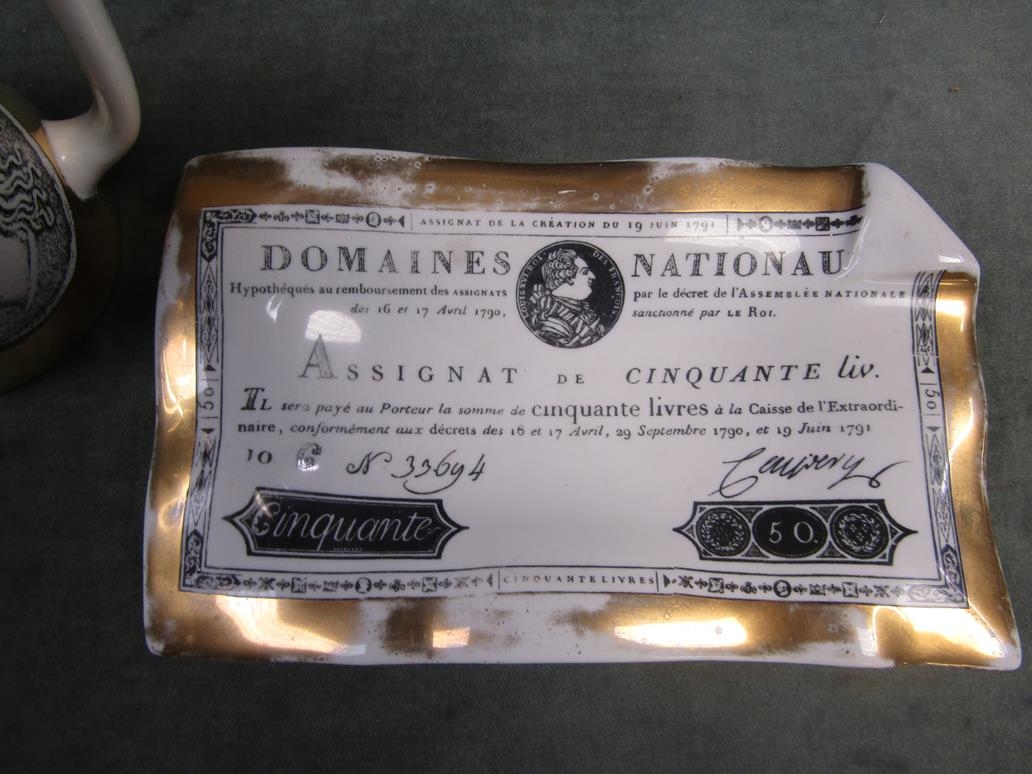 ASSIGNAT DE LA CRÉATION DU 19 JUIN 1791
DOMAINES NATIONAU
Hypothéqués au remboursement des ASSIGNATS par le décret de l'ASSEMBLÉE NATIONALE
des 16 et 17 Avril 1790, sanctionné par LE ROI.
ASSIGNAT DE CINQUANTE liv.
IL sera payé au Porteur la somme de cinquante livres à la Caisse de l'Extraordi-
naire, conformément aux décrets des 16 et 17 Avril, 29 Septembre 1790, et 19 Juin 1791
10 C N. 33694
Cinquante 50.
50 50
CINQUANTE LIVRES